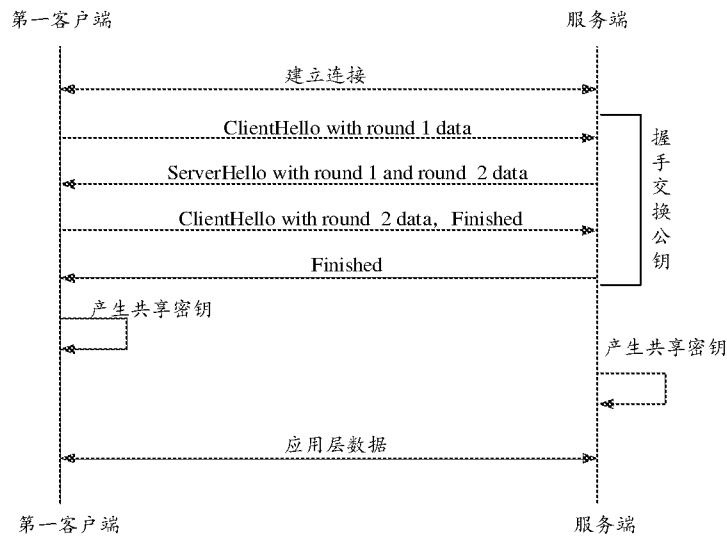 第一客户端
服务端
建立连接
ClientHello with round 1 data
ServerHello with round 1 and round 2 data
ClientHello with round 2 data，Finished
Finished
握手交换公钥
产生共享密钥
产生共享密钥
应用层数据
第一客户端
服务端